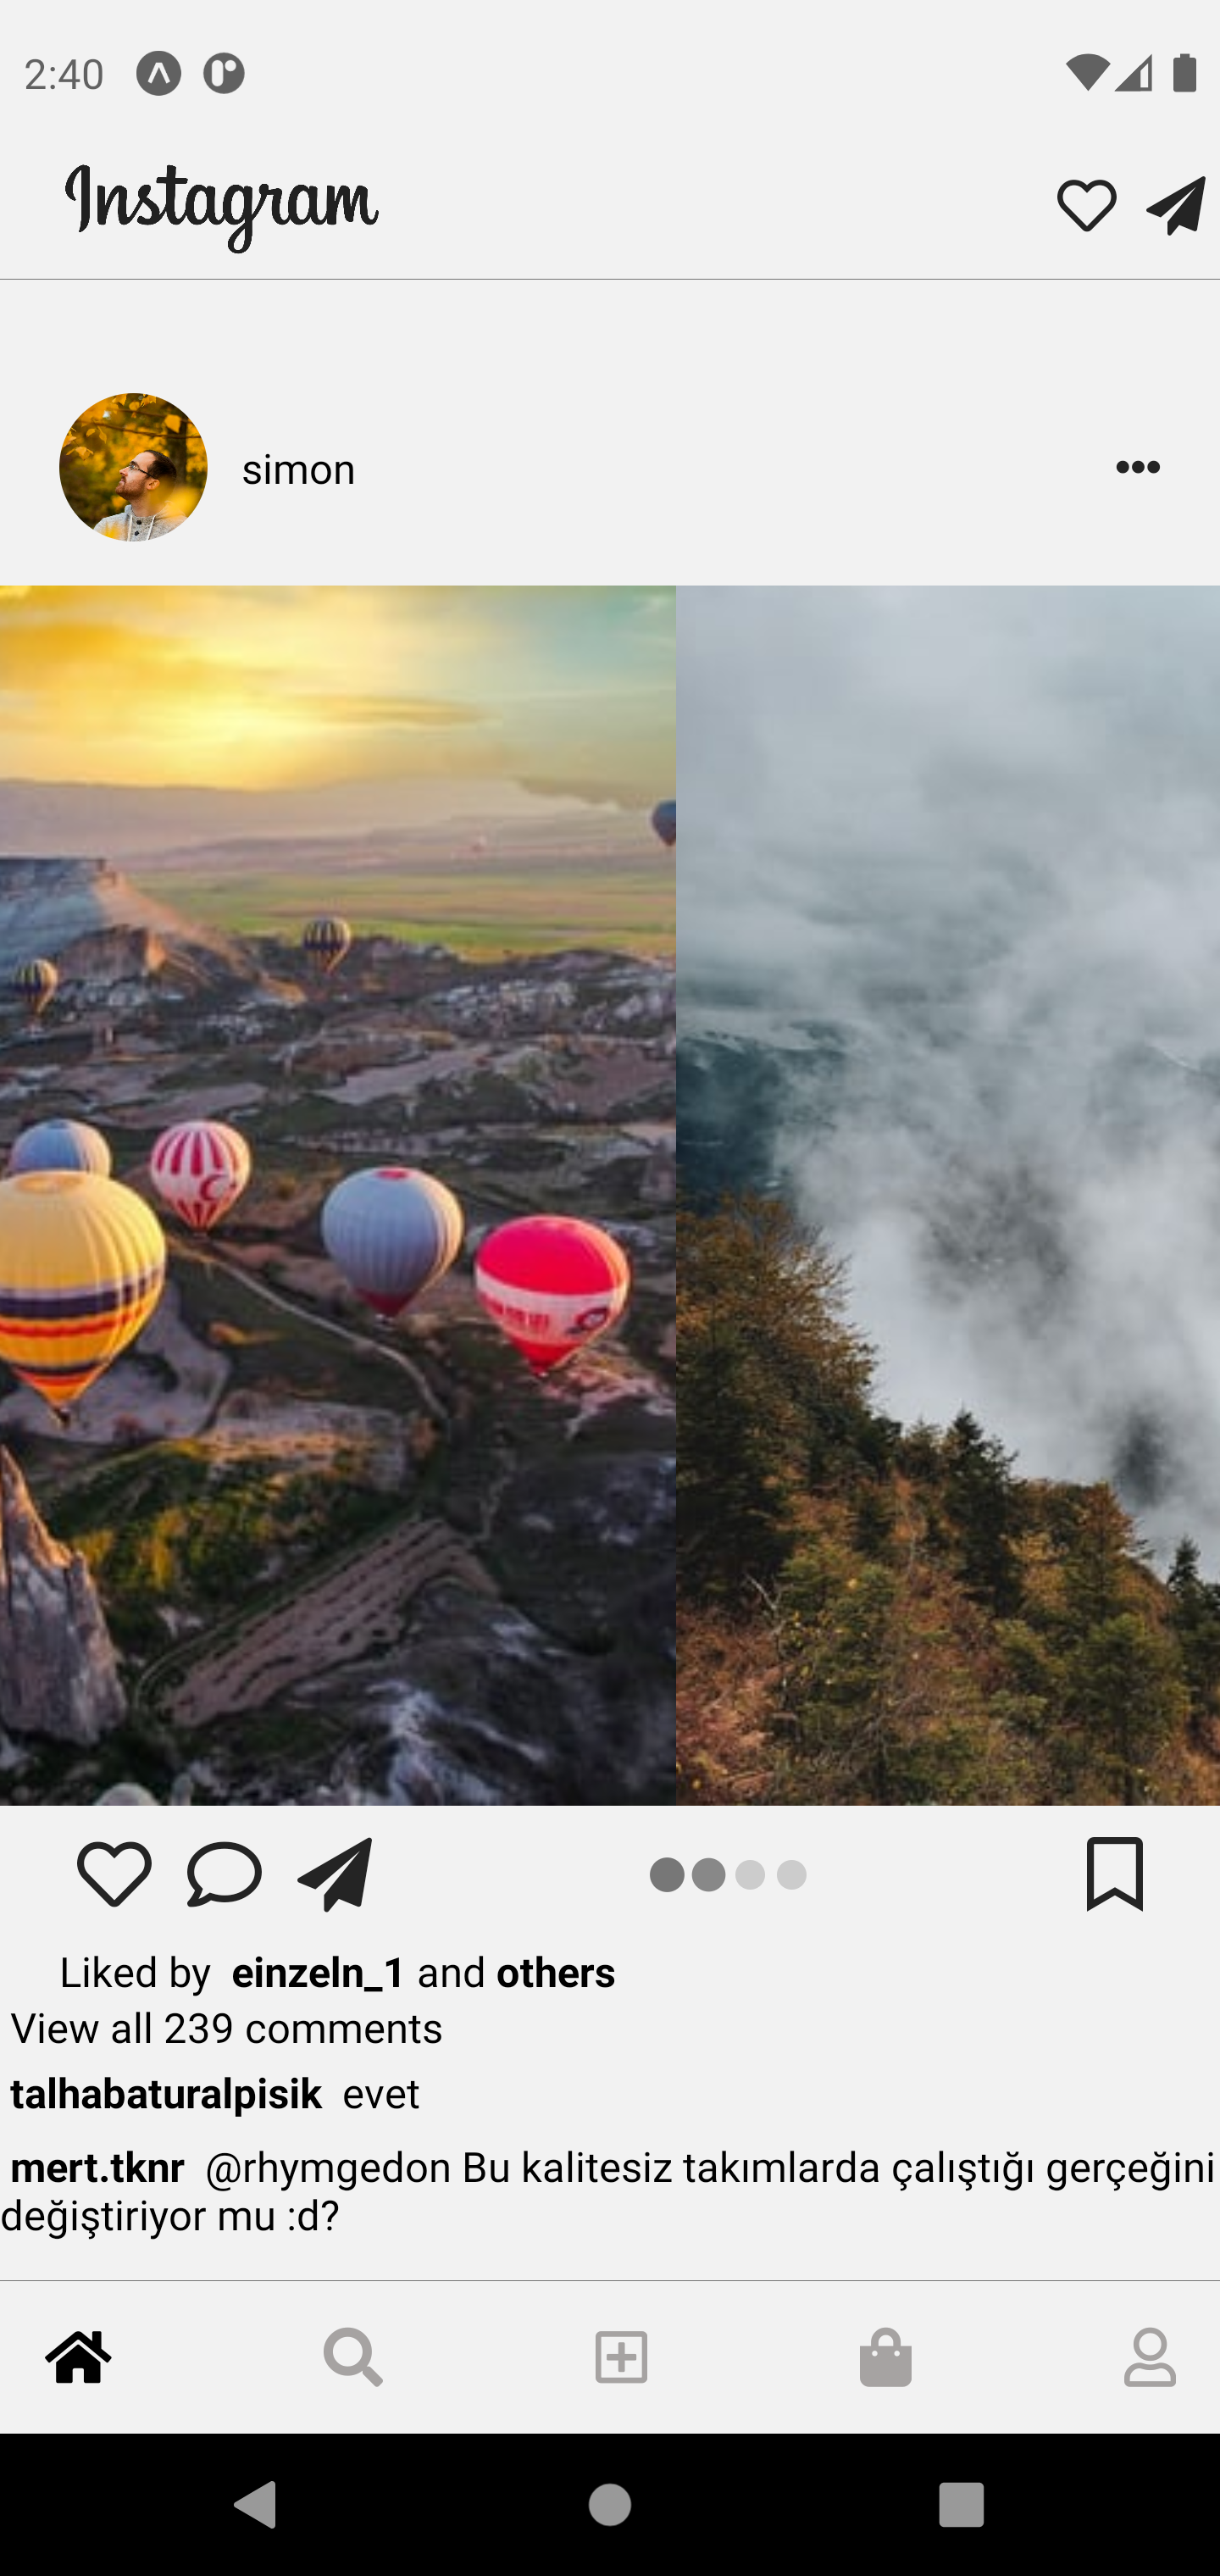 2:40
Instagram
simon
Liked by einzeln_1 and others
View all 239 comments
talhabaturalpisik evet
mert.tknr @rhymgedon Bu kalitesiz takımlarda çalıştığı gerçeğini
değiştiriyor mu :d?